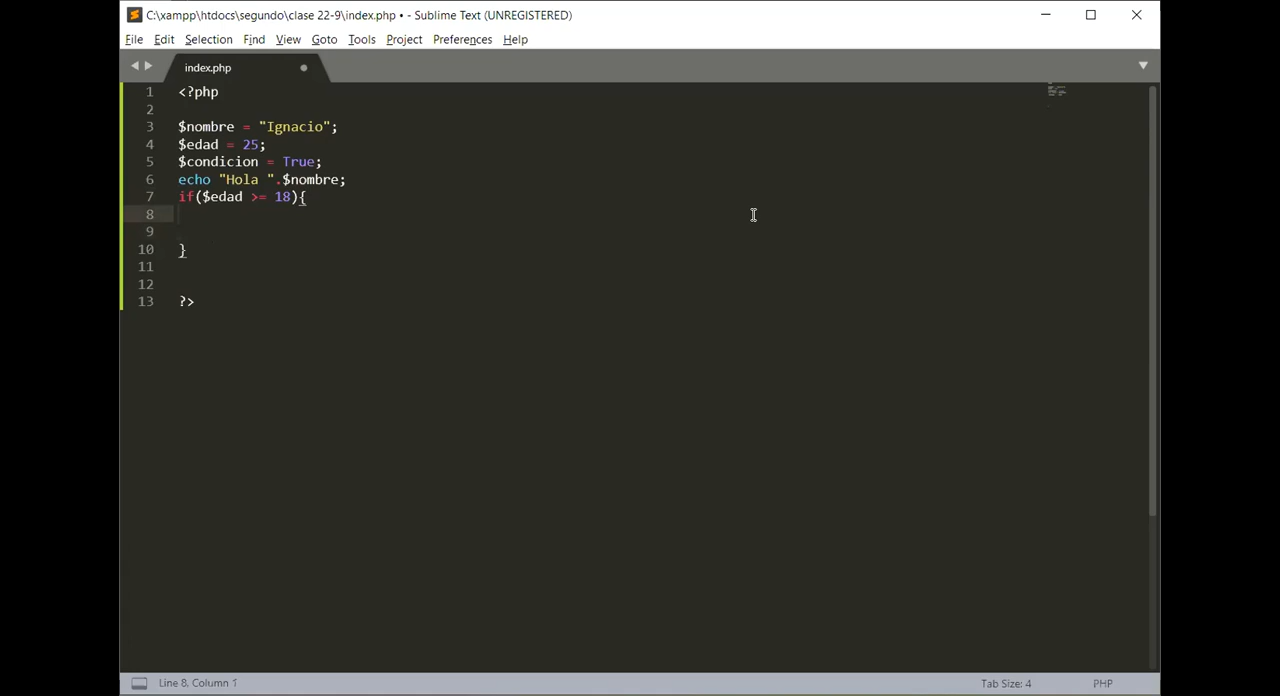 C:\xampp\htdocs\segundo\clase 22-9\index.php • - Sublime Text (UNREGISTERED)
File Edit Selection Find View Goto Tools Project Preferences Help
index.php
1 <?php
2
3 $nombre = "Ignacio";
4 $edad = 25;
5 $condicion = True;
6 echo "Hola ".$nombre;
7 if($edad >= 18){
8
9
10 }
11
12
13 ?>
Line 8, Column 1 Tab Size: 4 PHP